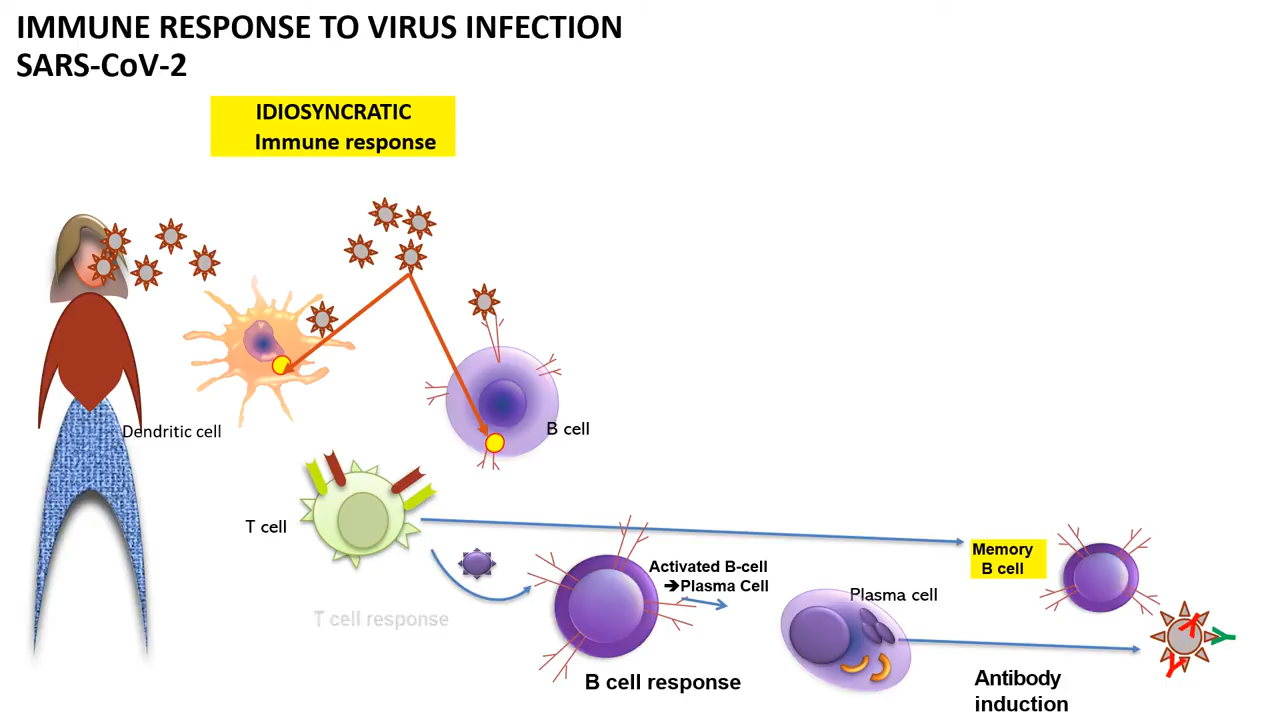 IMMUNE RESPONSE TO VIRUS INFECTION
SARS-CoV-2
IDIOSYNCRATIC
Immune response
Dendritic cell
B cell
T cell
Memory
B cell
Activated B-cell
➔Plasma Cell
Plasma cell
T cell response
B cell response
Antibody
induction